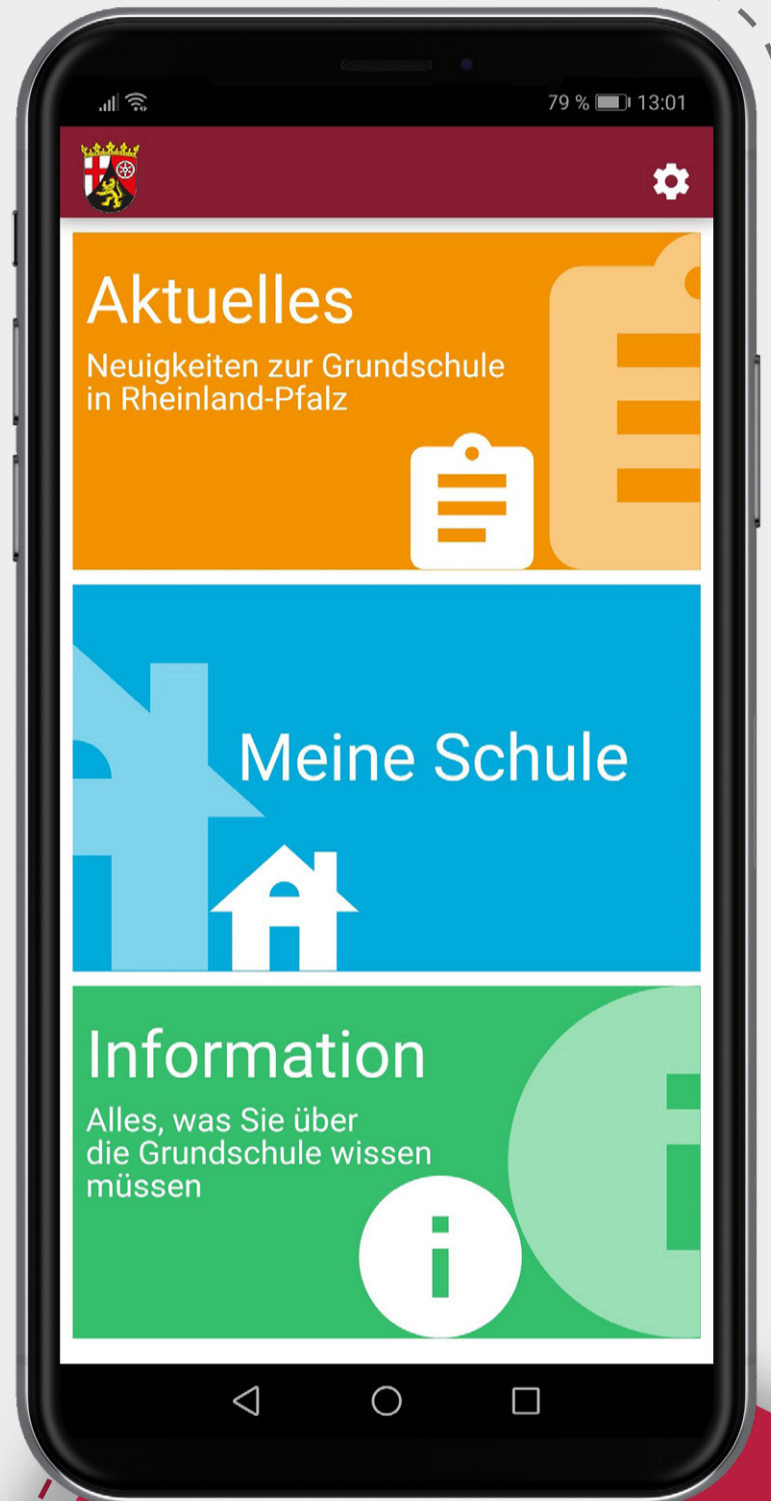 79 % 13:01
Aktuelles
Neuigkeiten zur Grundschule
in Rheinland-Pfalz
Meine Schule
Information
Alles, was Sie über
die Grundschule wissen
müssen